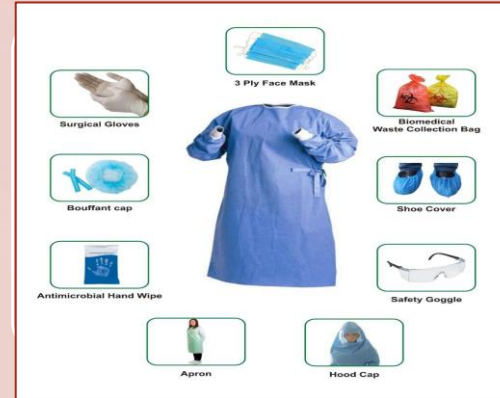 3 Ply Face Mask
Surgical Gloves
Biomedical
Waste Collection Bag
Bouffant cap
Shoe Cover
Antimicrobial Hand Wipe
Safety Goggle
Apron
Hood Cap